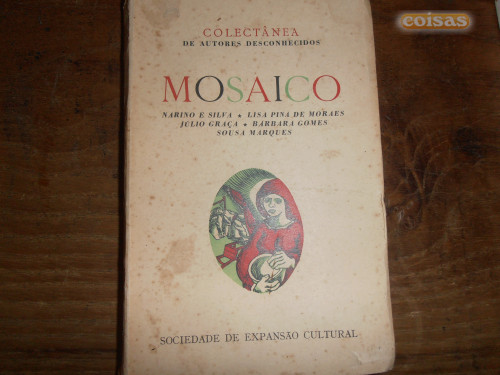 coisas
COLECTÂNEA
DE AUTORES DESCONHECIDOS
MOSAICO
NARINO E SILVA ★ LISA PINA DE MORAES
JÚLIO GRAÇA ★ BARBARA GOMES
SOUSA MARQUES
SOCIEDADE DE EXPANSÃO CULTURAL